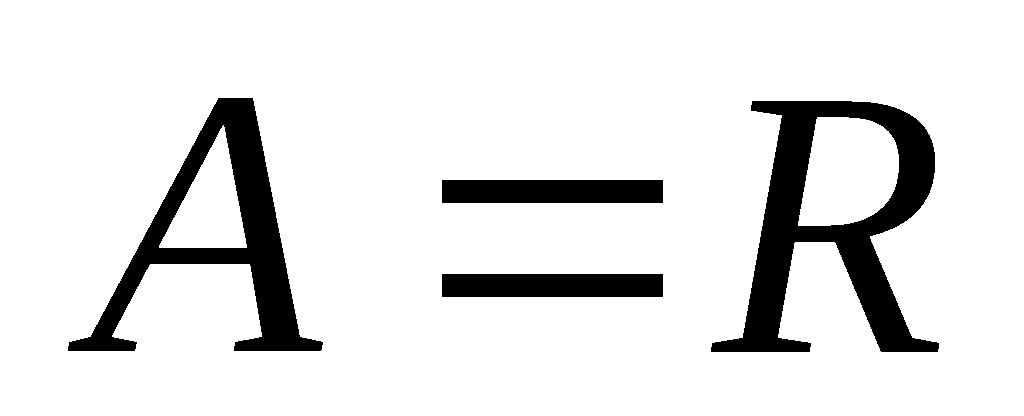 A = R